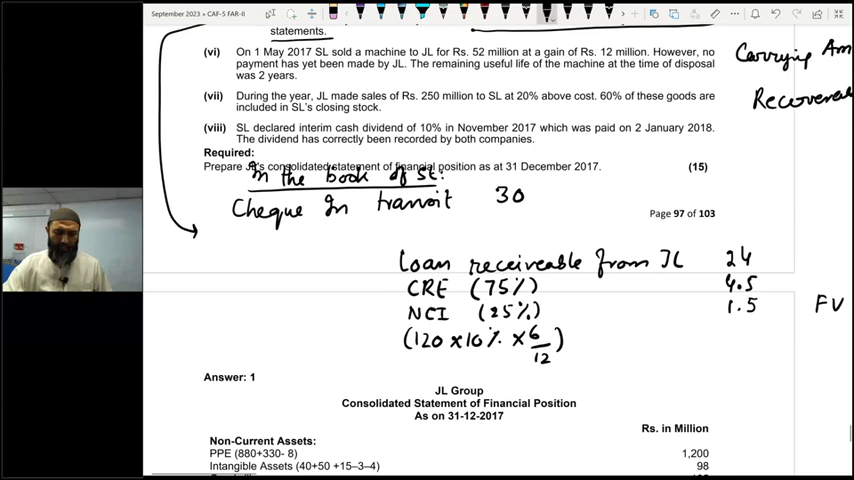 September 2023 » CAF-5 FAR-II
statements.
(vi) On 1 May 2017 SL sold a machine to JL for Rs. 52 million at a gain of Rs. 12 million. However, no
payment has yet been made by JL. The remaining useful life of the machine at the time of disposal
was 2 years.
(vii) During the year, JL made sales of Rs. 250 million to SL at 20% above cost. 60% of these goods are
included in SL's closing stock.
(viii) SL declared interim cash dividend of 10% in November 2017 which was paid on 2 January 2018.
The dividend has correctly been recorded by both companies.
Required:
Prepare JL's consolidated statement of financial position as at 31 December 2017. (15)
Carrying Am
Recoverab
In the book of SL:
Cheque In transit 30
Page 97 of 103
Loan receiveable from JL 24
CRE (75%) 4.5
NCI (25%) 1.5
FV
(120 x 10% x 6/12)
Answer: 1
JL Group
Consolidated Statement of Financial Position
As on 31-12-2017
Rs. in Million
Non-Current Assets:
PPE (880+330- 8) 1,200
Intangible Assets (40+50 +15–3–4) 98